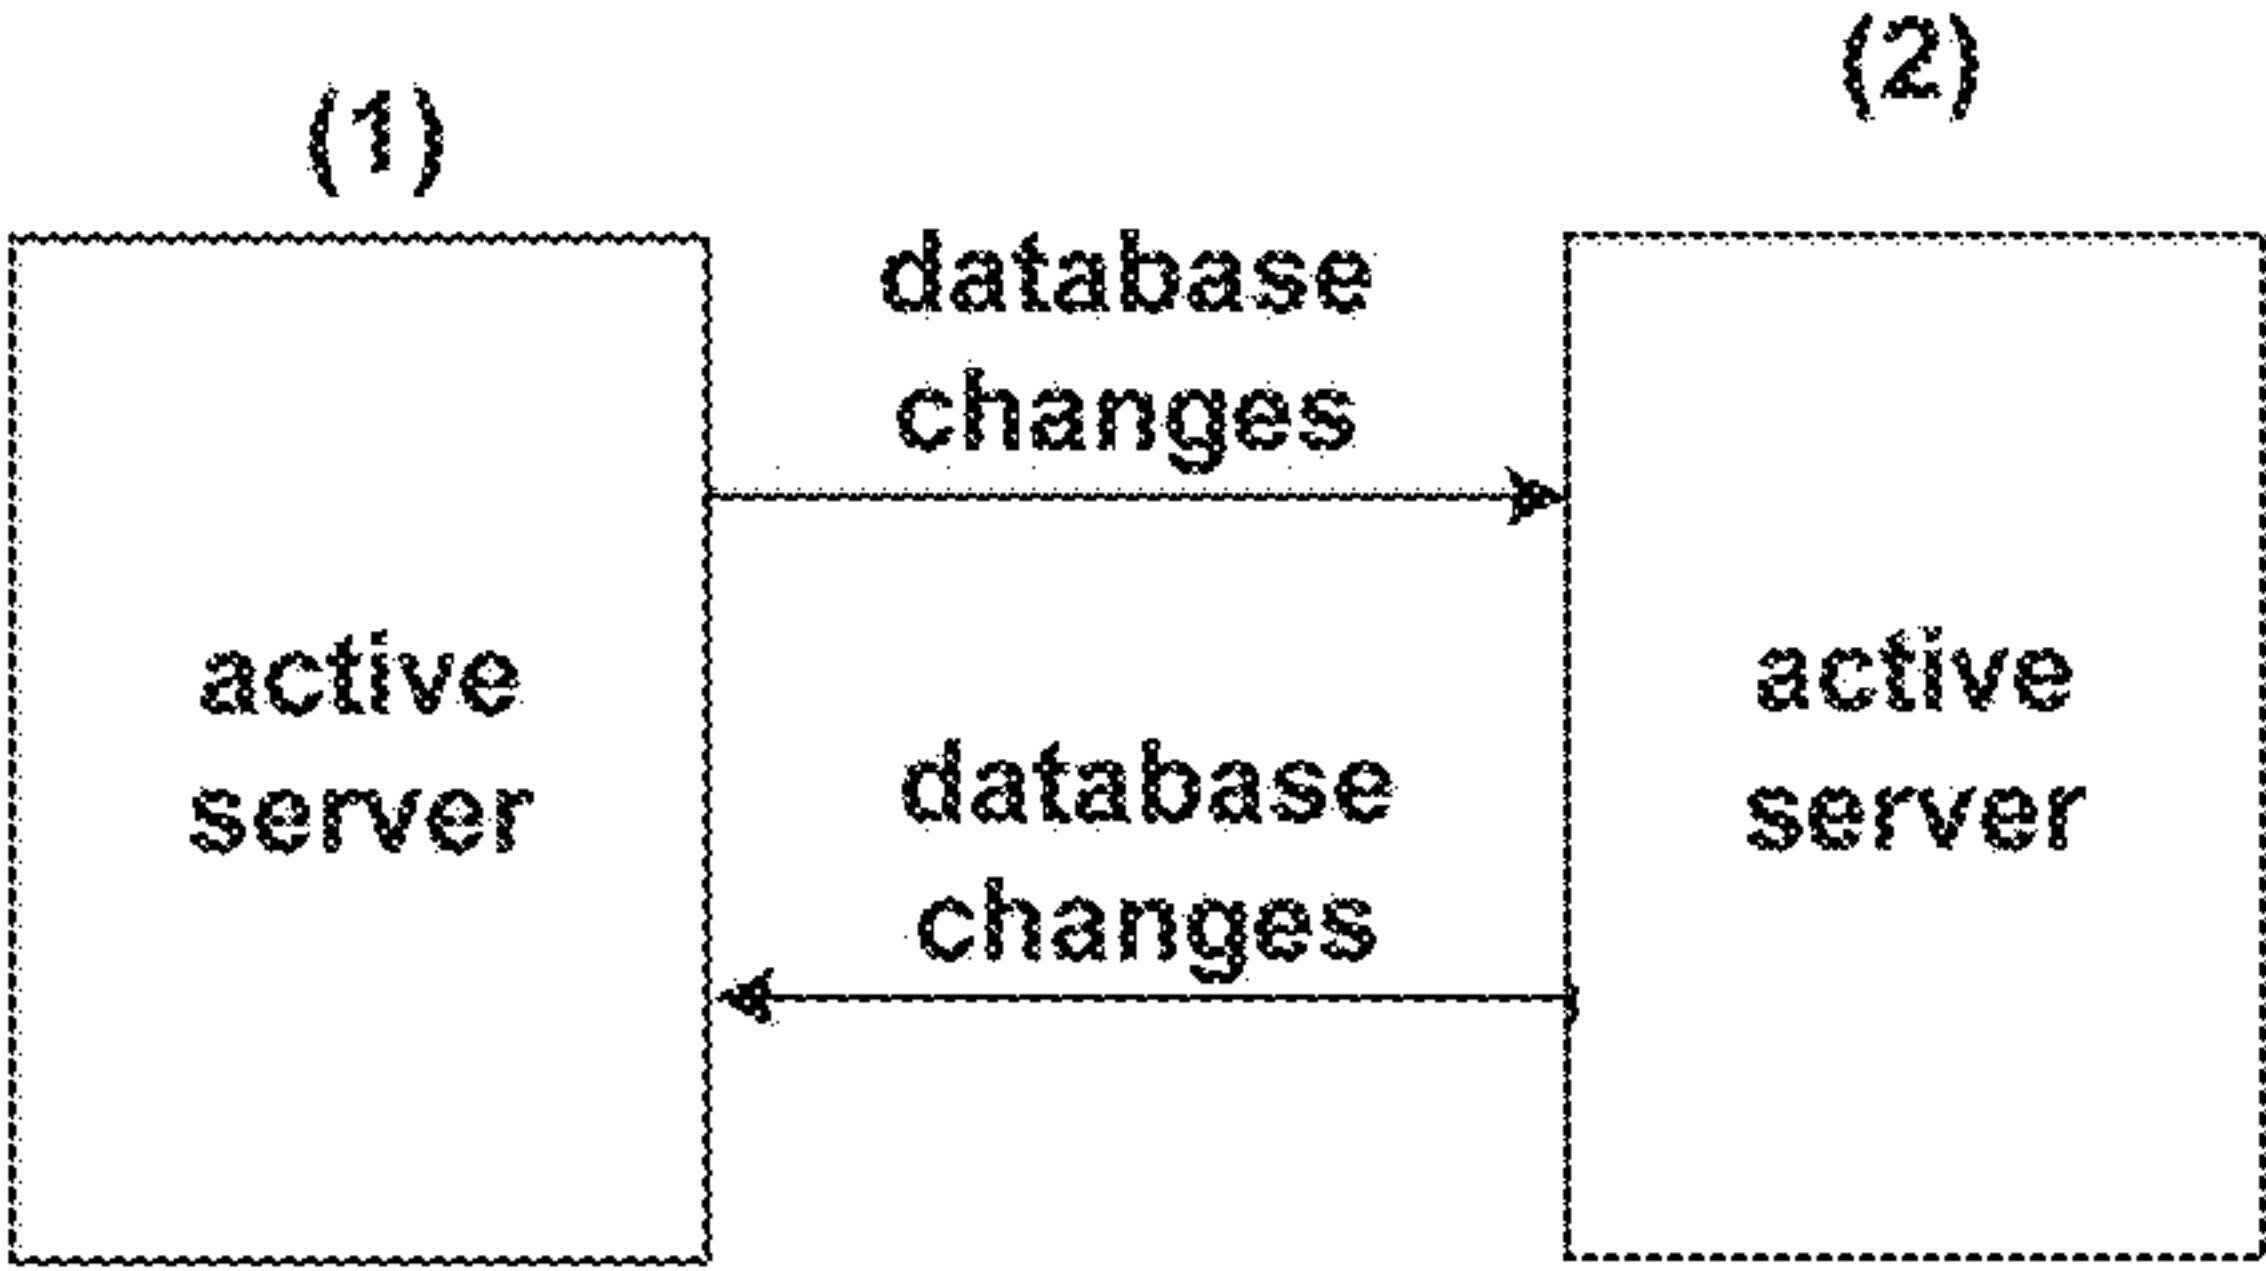 (1)
(2)
database
changes
active
server
database
changes
active
server